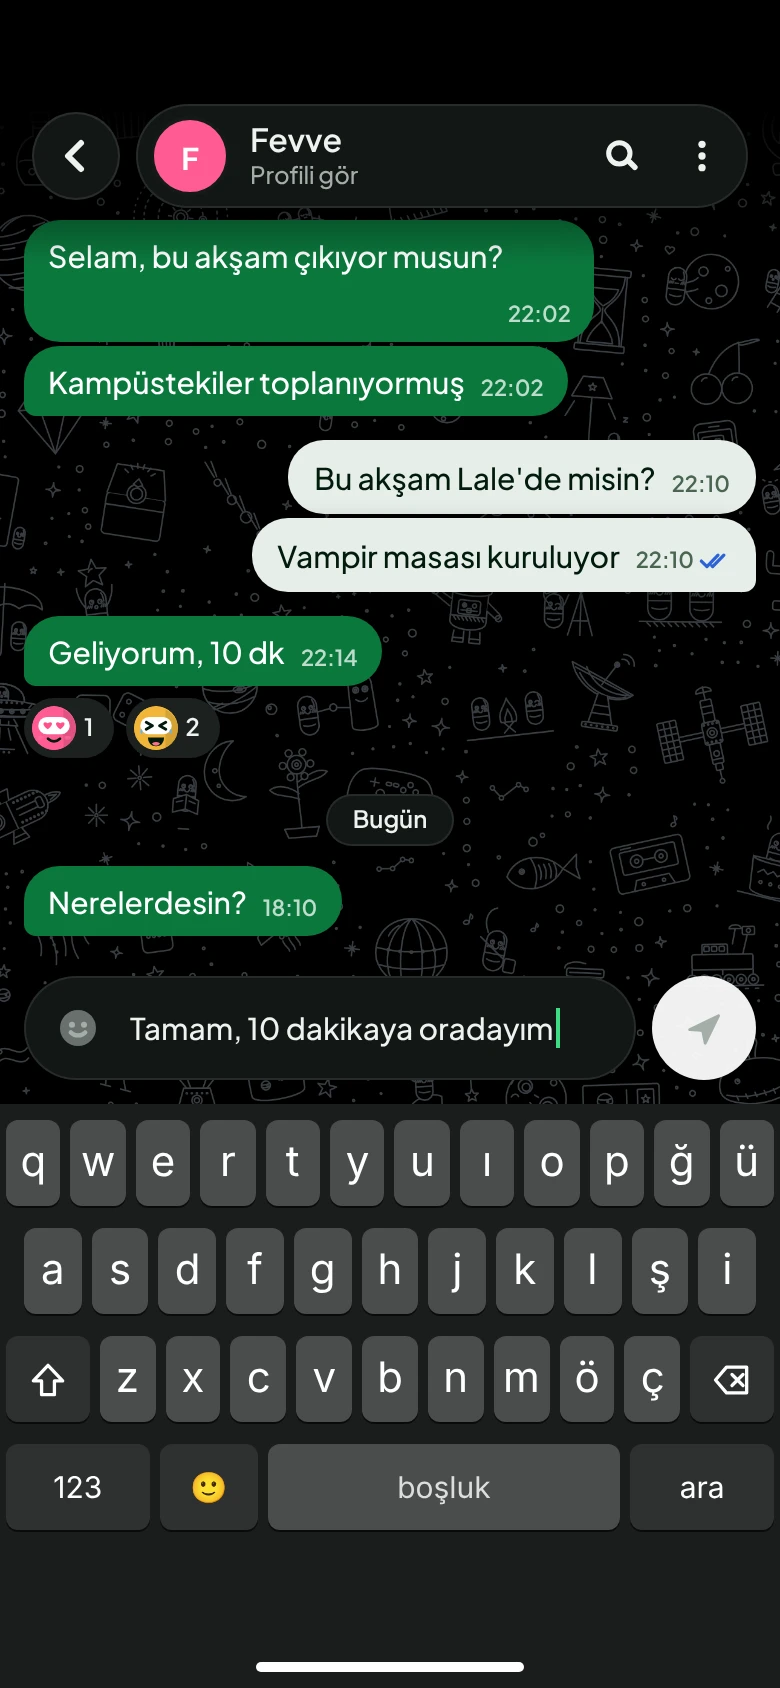 F
Fevve
Profili gör
Selam, bu akşam çıkıyor musun?
22:02
Kampüstekiler toplanıyormuş 22:02
Bu akşam Lale'de misin? 22:10
Vampir masası kuruluyor 22:10
Geliyorum, 10 dk 22:14
1 2
Bugün
Nerelerdesin? 18:10
Tamam, 10 dakikaya oradayım
q w e r t y u ı o p ğ ü
a s d f g h j k l ş i
z x c v b n m ö ç
123 boşluk ara